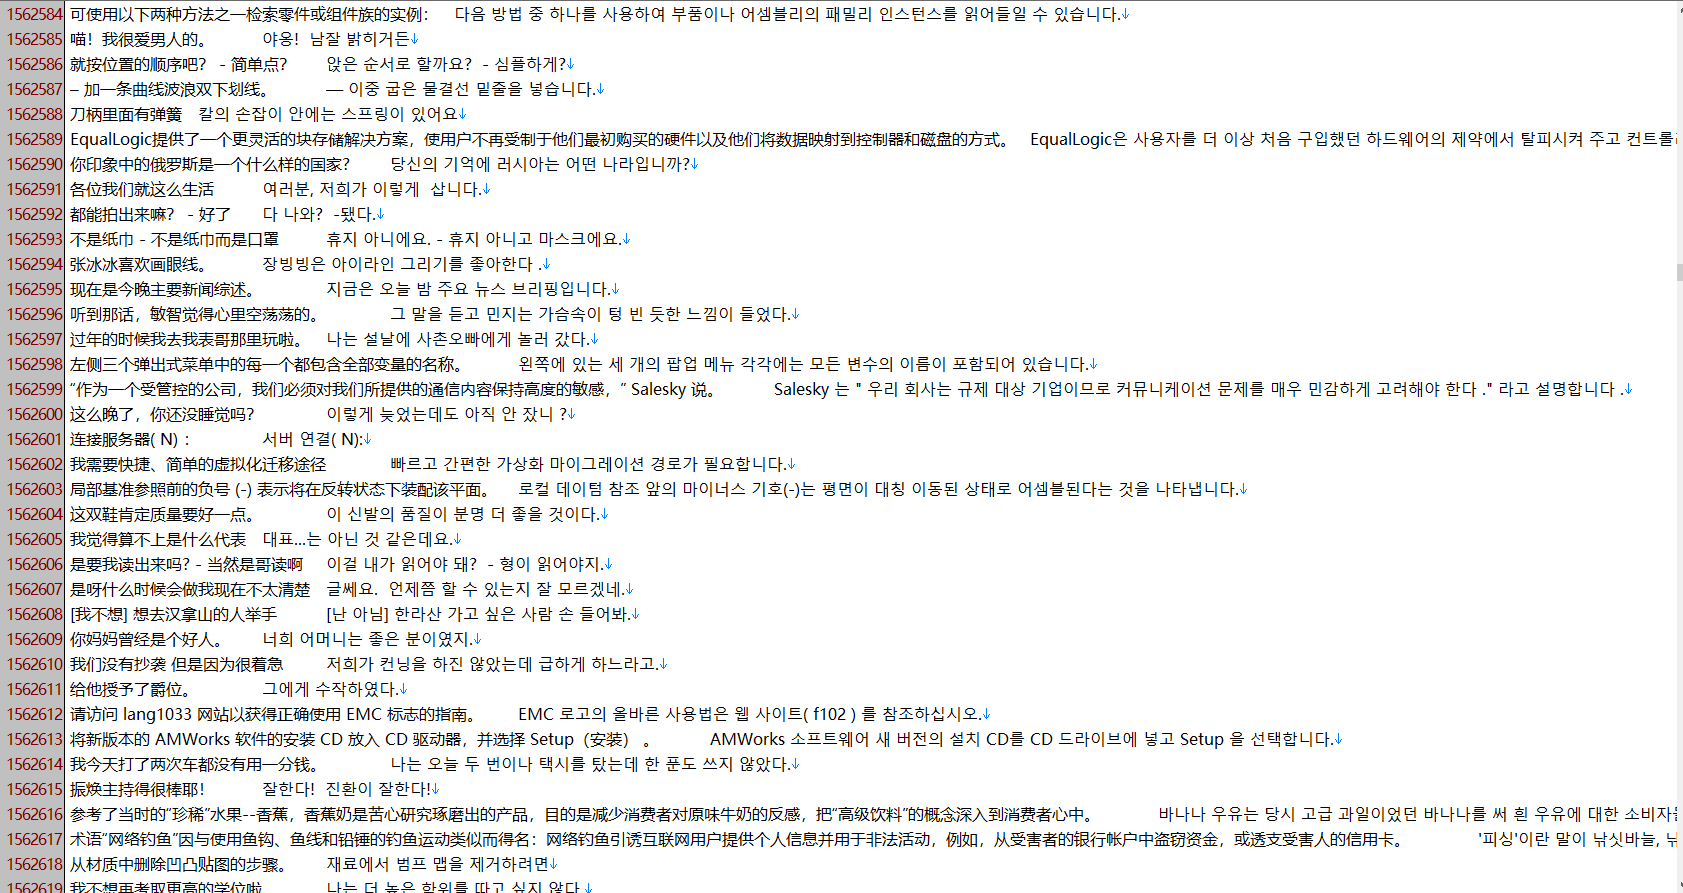 1562584 可使用以下两种方法之一检索零件或组件族的实例： 다음 방법 중 하나를 사용하여 부품이나 어셈블리의 패밀리 인스턴스를 읽어들일 수 있습니다.↓
1562585 喵！我很爱男人的。 야옹! 남잘 밝히거든↓
1562586 就按位置的顺序吧？ - 简单点？ 앉은 순서로 할까요? - 심플하게?↓
1562587 – 加一条曲线波浪双下划线。 — 이중 굽은 물결선 밑줄을 넣습니다.↓
1562588 刀柄里面有弹簧 칼의 손잡이 안에는 스프링이 있어요↓
1562589 EqualLogic提供了一个更灵活的块存储解决方案，使用户不再受制于他们最初购买的硬件以及他们将数据映射到控制器和磁盘的方式。 EqualLogic은 사용자를 더 이상 처음 구입했던 하드웨어의 제약에서 탈피시켜 주고 컨트롤
1562590 你印象中的俄罗斯是一个什么样的国家？ 당신의 기억에 러시아는 어떤 나라입니까?↓
1562591 各位我们就这么生活 여러분, 저희가 이렇게  삽니다.↓
1562592 都能拍出来嘛？ - 好了 다 나와? -됐다.↓
1562593 不是纸巾 - 不是纸巾而是口罩 휴지 아니에요. - 휴지 아니고 마스크에요.↓
1562594 张冰冰喜欢画眼线。 장빙빙은 아이라인 그리기를 좋아한다 .↓
1562595 现在是今晚主要新闻综述。 지금은 오늘 밤 주요 뉴스 브리핑입니다.↓
1562596 听到那话，敏智觉得心里空荡荡的。 그 말을 듣고 민지는 가슴속이 텅 빈 듯한 느낌이 들었다.↓
1562597 过年的时候我去我表哥那里玩啦。 나는 설날에 사촌오빠에게 놀러 갔다.↓
1562598 左侧三个弹出式菜单中的每一个都包含全部变量的名称。 왼쪽에 있는 세 개의 팝업 메뉴 각각에는 모든 변수의 이름이 포함되어 있습니다.↓
1562599 “作为一个受管控的公司，我们必须对我们所提供的通信内容保持高度的敏感，” Salesky 说。 Salesky 는 " 우리 회사는 규제 대상 기업이므로 커뮤니케이션 문제를 매우 민감하게 고려해야 한다 ." 라고 설명합니다 .↓
1562600 这么晚了，你还没睡觉吗？ 이렇게 늦었는데도 아직 안 잤니 ?↓
1562601 连接服务器( N) ： 서버 연결( N):↓
1562602 我需要快捷、简单的虚拟化迁移途径 빠르고 간편한 가상화 마이그레이션 경로가 필요합니다.↓
1562603 局部基准参照前的负号 (-) 表示将在反转状态下装配该平面。 로컬 데이텀 참조 앞의 마이너스 기호(-)는 평면이 대칭 이동된 상태로 어셈블된다는 것을 나타냅니다.↓
1562604 这双鞋肯定质量要好一点。 이 신발의 품질이 분명 더 좋을 것이다.↓
1562605 我觉得算不上是什么代表 대표...는 아닌 것 같은데요.↓
1562606 是要我读出来吗? - 当然是哥读啊 이걸 내가 읽어야 돼? - 형이 읽어야지.↓
1562607 是呀什么时候会做我现在不太清楚 글쎄요. 언제쯤 할 수 있는지 잘 모르겠네.↓
1562608 [我不想] 想去汉拿山的人举手 [난 아님] 한라산 가고 싶은 사람 손 들어봐.↓
1562609 你妈妈曾经是个好人。 너희 어머니는 좋은 분이였지.↓
1562610 我们没有抄袭 但是因为很着急 저희가 컨닝을 하진 않았는데 급하게 하느라고.↓
1562611 给他授予了爵位。 그에게 수작하였다.↓
1562612 请访问 lang1033 网站以获得正确使用 EMC 标志的指南。 EMC 로고의 올바른 사용법은 웹 사이트( f102 ) 를 참조하십시오.↓
1562613 将新版本的 AMWorks 软件的安装 CD 放入 CD 驱动器，并选择 Setup（安装） 。 AMWorks 소프트웨어 새 버전의 설치 CD를 CD 드라이브에 넣고 Setup 을 선택합니다.↓
1562614 我今天打了两次车都没有用一分钱。 나는 오늘 두 번이나 택시를 탔는데 한 푼도 쓰지 않았다.↓
1562615 振焕主持得很棒耶！ 잘한다! 진환이 잘한다!↓
1562616 参考了当时的“珍稀”水果--香蕉，香蕉奶是苦心研究琢磨出的产品，目的是减少消费者对原味牛奶的反感，把“高级饮料”的概念深入到消费者心中。 바나나 우유는 당시 고급 과일이었던 바나나를 써 흰 우유에 대한 소비자
1562617 术语“网络钓鱼”因与使用鱼钩、鱼线和铅锤的钓鱼运动类似而得名：网络钓鱼引诱互联网用户提供个人信息并用于非法活动，例如，从受害者的银行帐户中盗窃资金，或透支受害人的信用卡。 '피싱'이란 말이 낚싯바늘, 낚
1562618 从材质中删除凹凸贴图的步骤。 재료에서 범프 맵을 제거하려면↓
1562619 我不想再考取更高的学位啦 나는 더 높은 학위를 따고 싶지 않다.↓